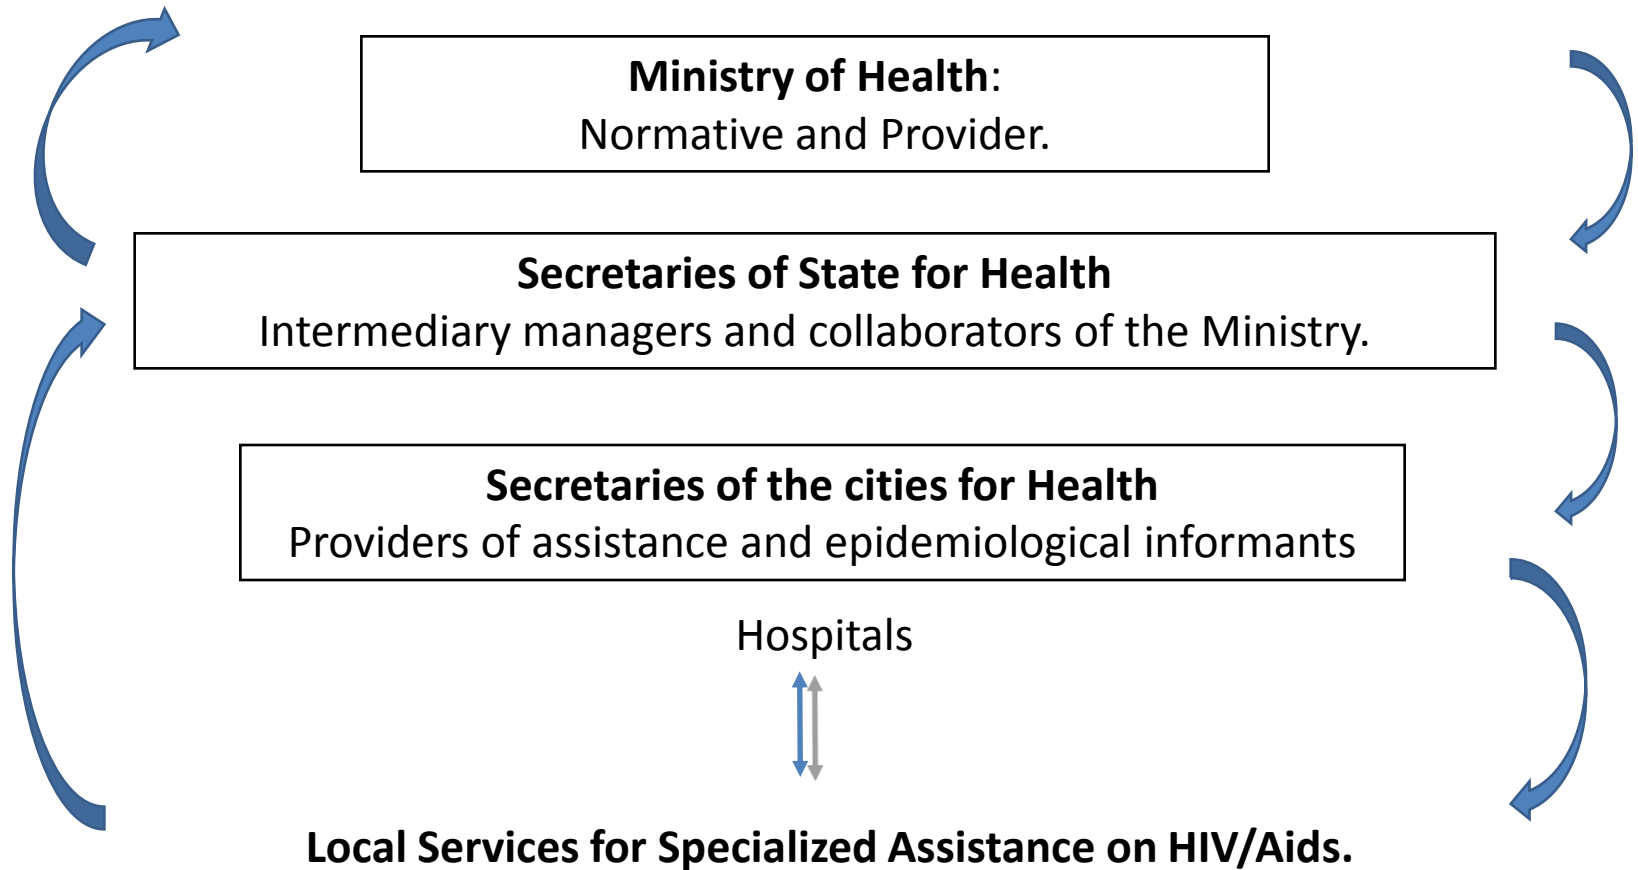 Ministry of Health:
Normative and Provider.
Secretaries of State for Health
Intermediary managers and collaborators of the Ministry.
Secretaries of the cities for Health
Providers of assistance and epidemiological informants
Hospitals
Local Services for Specialized Assistance on HIV/Aids.